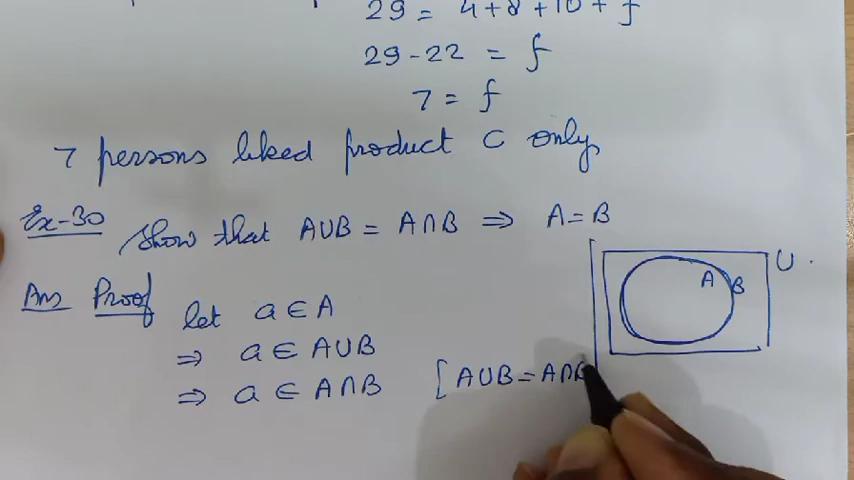 29 = 4+8+10+f
29-22 = f
7 = f
7 persons liked product C only
Ex-30 Show that A∪B = A∩B ⇒ A=B
A B U
Ans Proof let a∈A
⇒ a∈A∪B
⇒ a∈A∩B [A∪B=A∩B